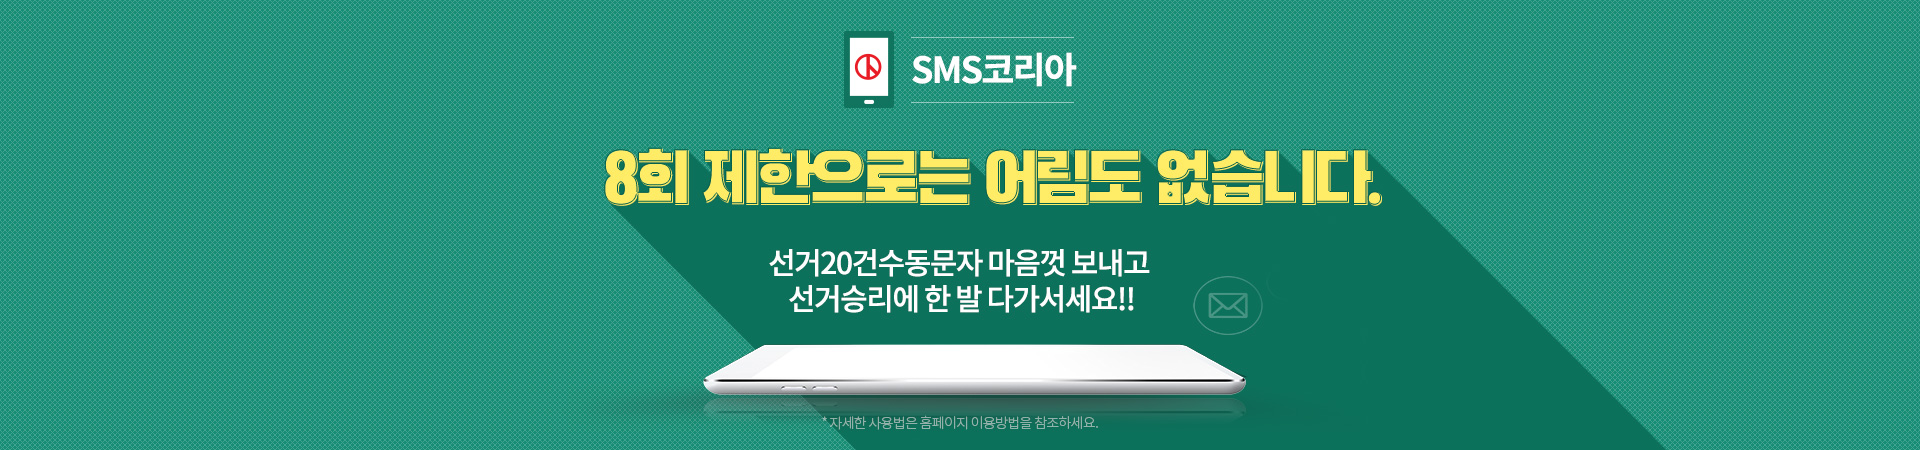 SMS코리아
8회 제한으로는 어림도 없습니다.
선거20건수동문자 마음껏 보내고
선거승리에 한 발 다가서세요!!
* 자세한 사용법은 홈페이지 이용방법을 참조하세요.